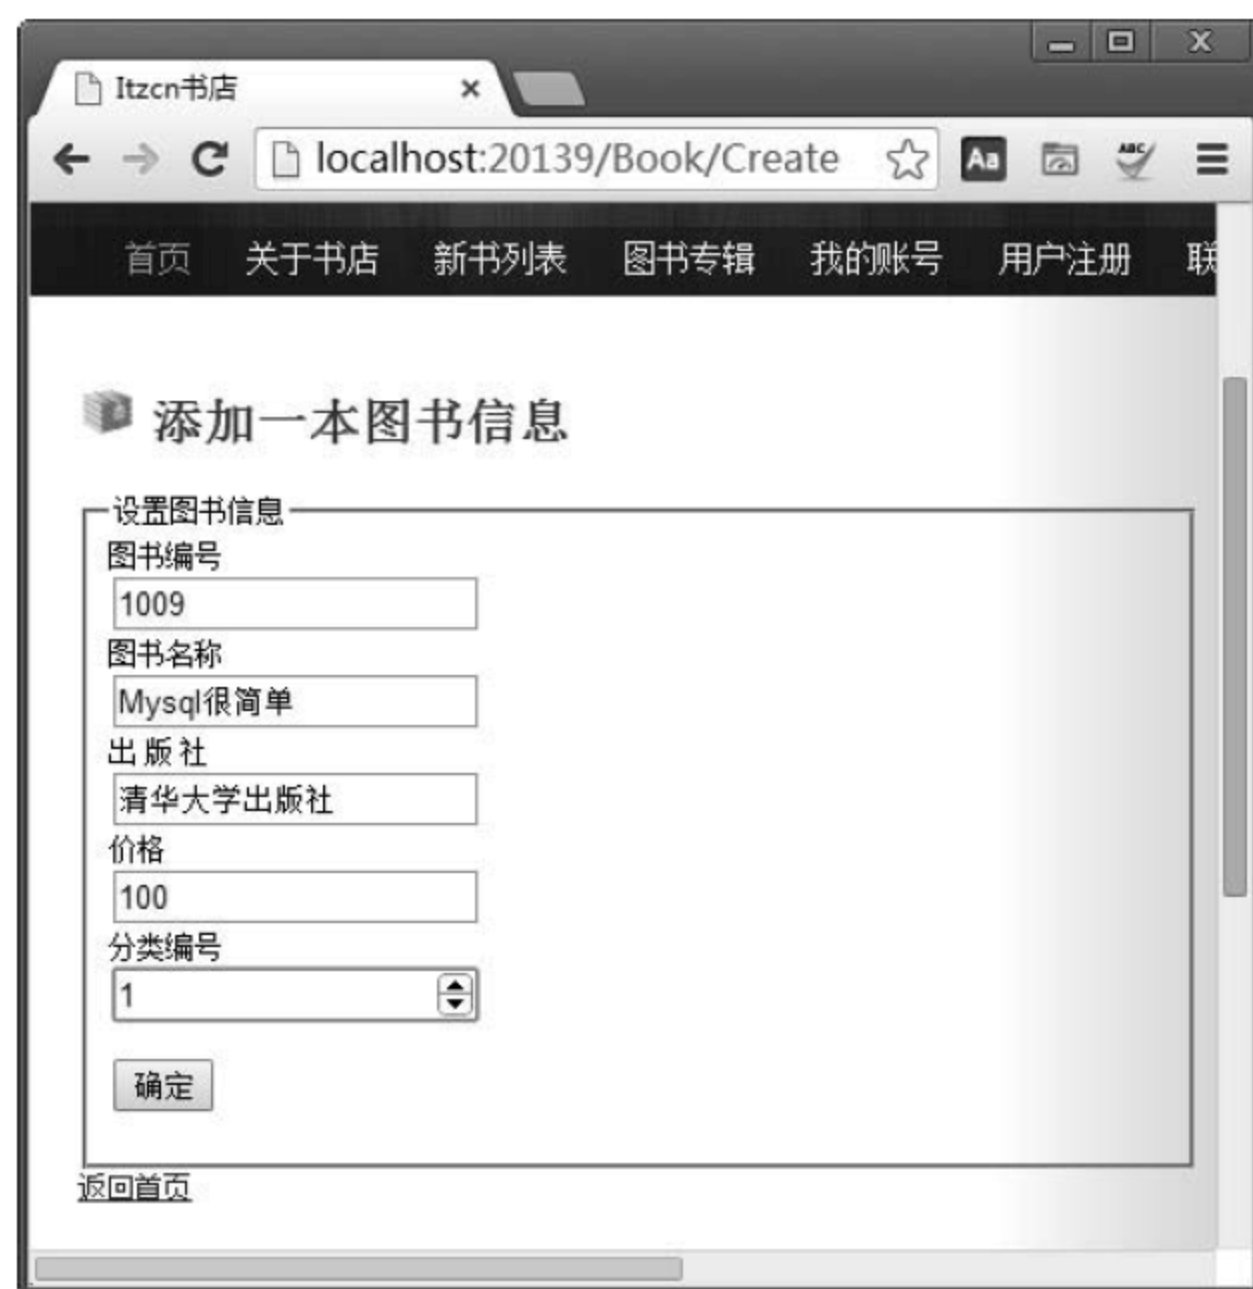 Itzcn书店
localhost:20139/Book/Create
首页 关于书店 新书列表 图书专辑 我的账号 用户注册 联
添加一本图书信息
设置图书信息
图书编号
1009
图书名称
Mysql很简单
出 版 社
清华大学出版社
价格
100
分类编号
1
确定
返回首页